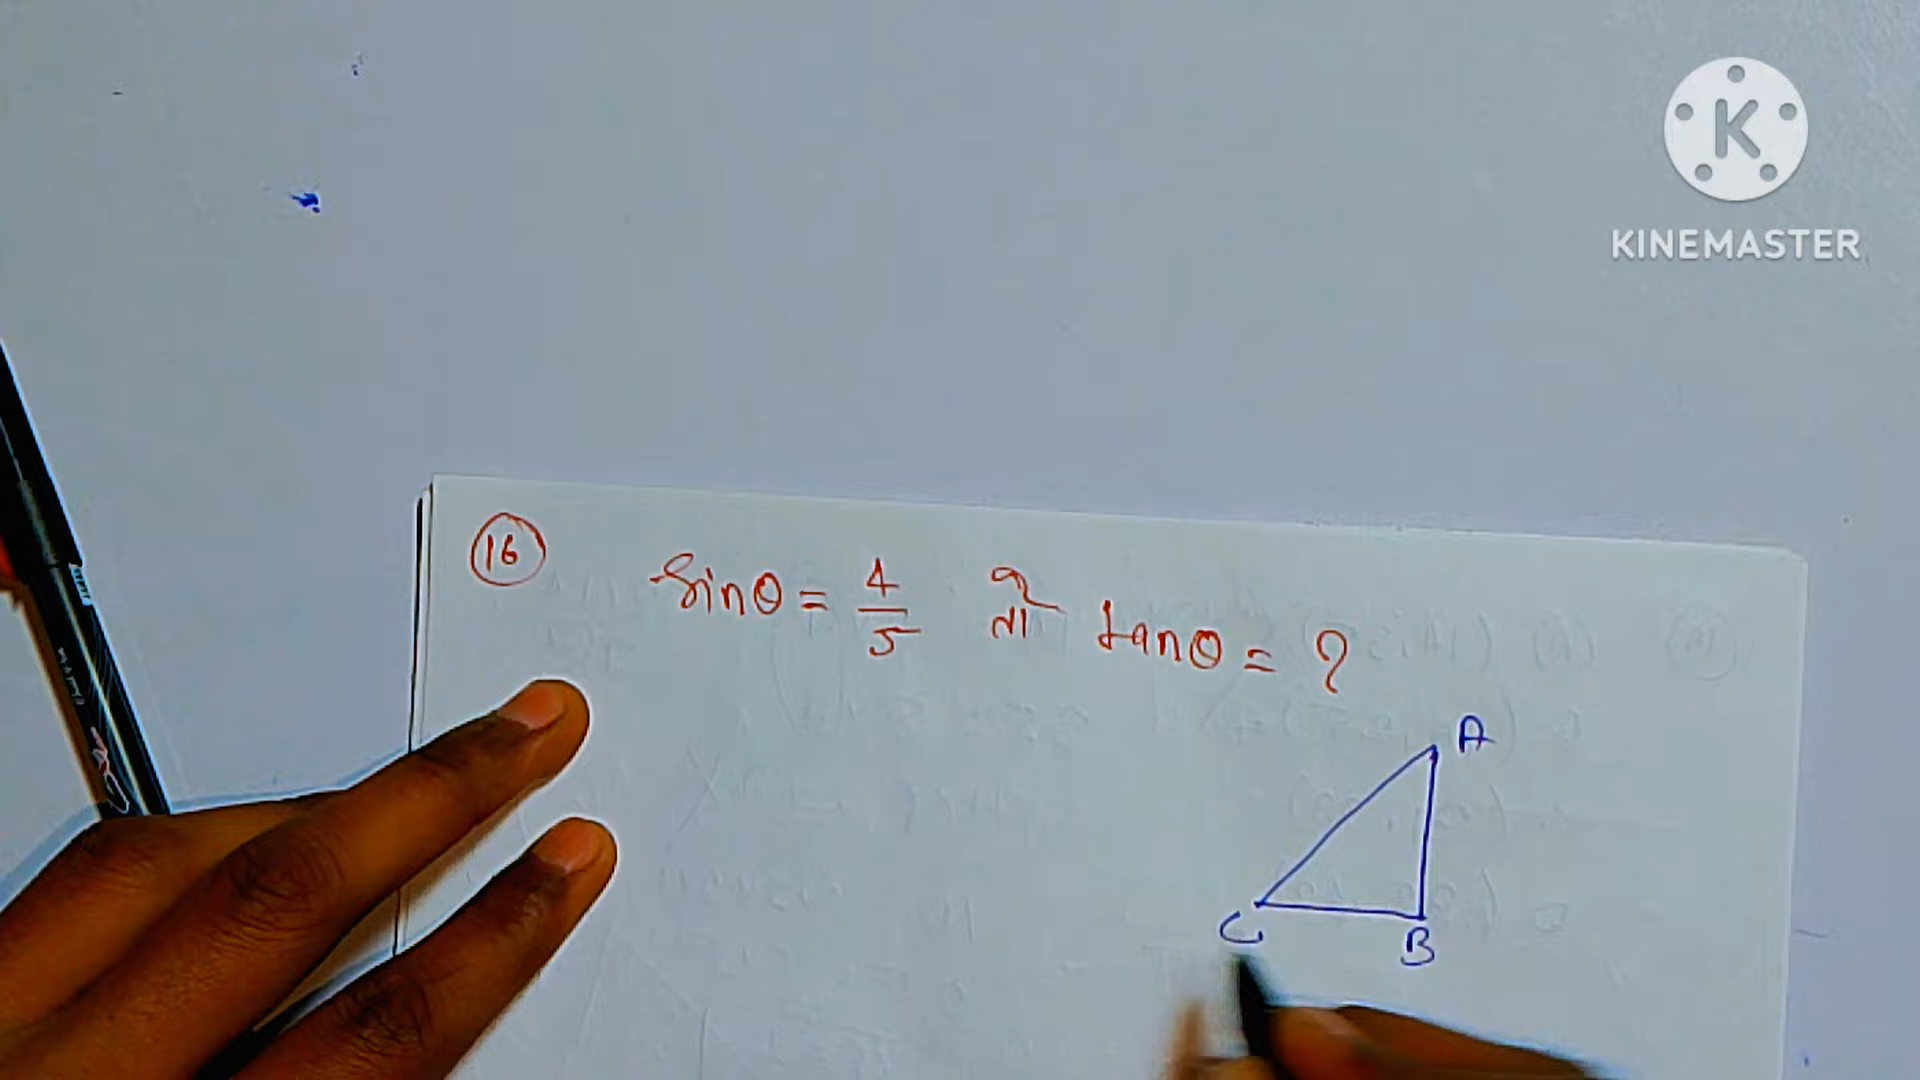 K
KINEMASTER
16 sinθ = 4/5 tanθ = ?
A
C
B